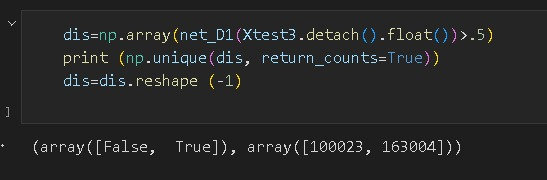 dis=np.array(net_D1(Xtest3.detach().float())>.5)
print (np.unique(dis, return_counts=True))
dis=dis.reshape (-1)
]
(array([False,  True]), array([100023, 163004]))